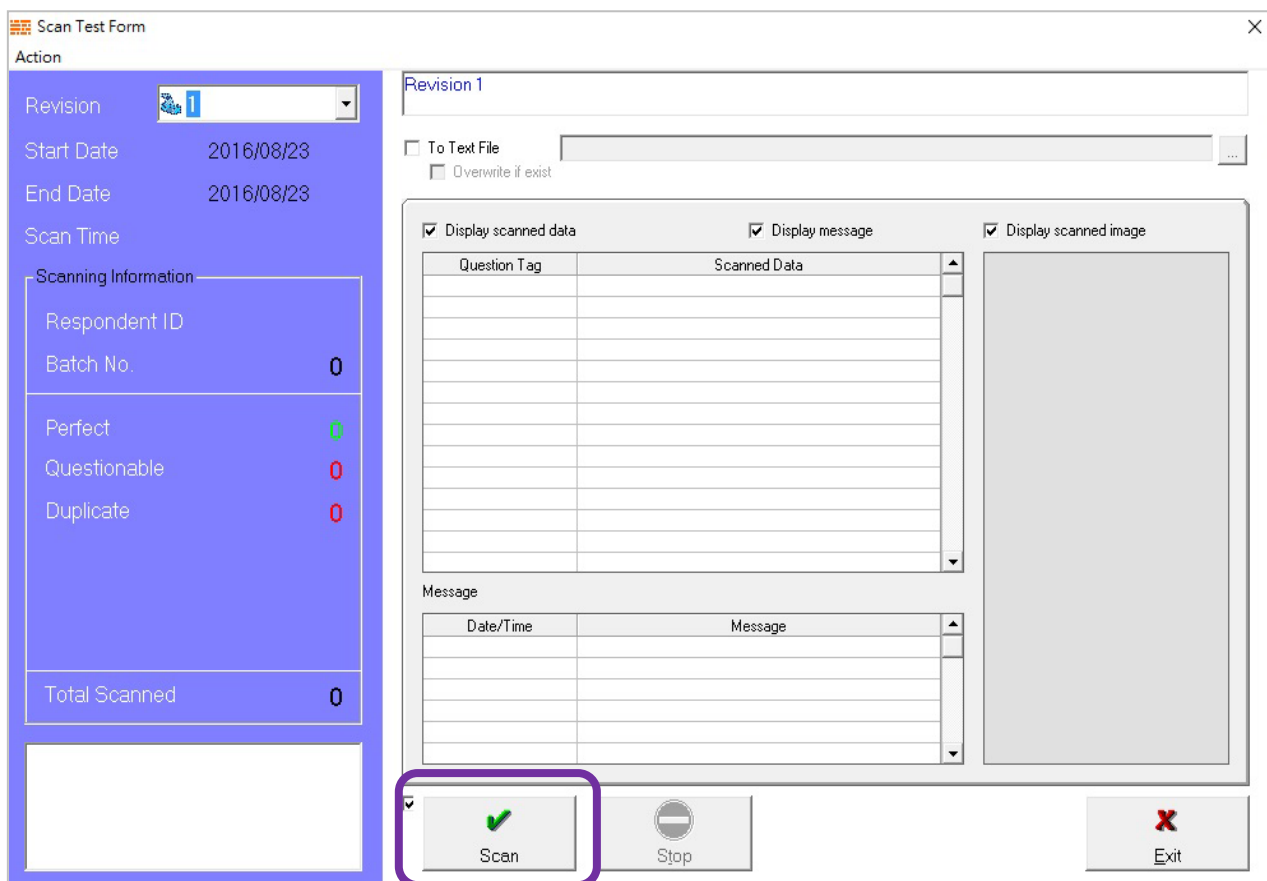 Scan Test Form
Action
Revision 1
Start Date 2016/08/23
End Date 2016/08/23
Scan Time
Scanning Information
Respondent ID
Batch No. 0
Perfect 0
Questionable 0
Duplicate 0
Total Scanned 0
Revision 1
To Text File ...
Overwrite if exist
Display scanned data Display message Display scanned image
Question Tag Scanned Data
Message
Date/Time Message
Scan Stop Exit